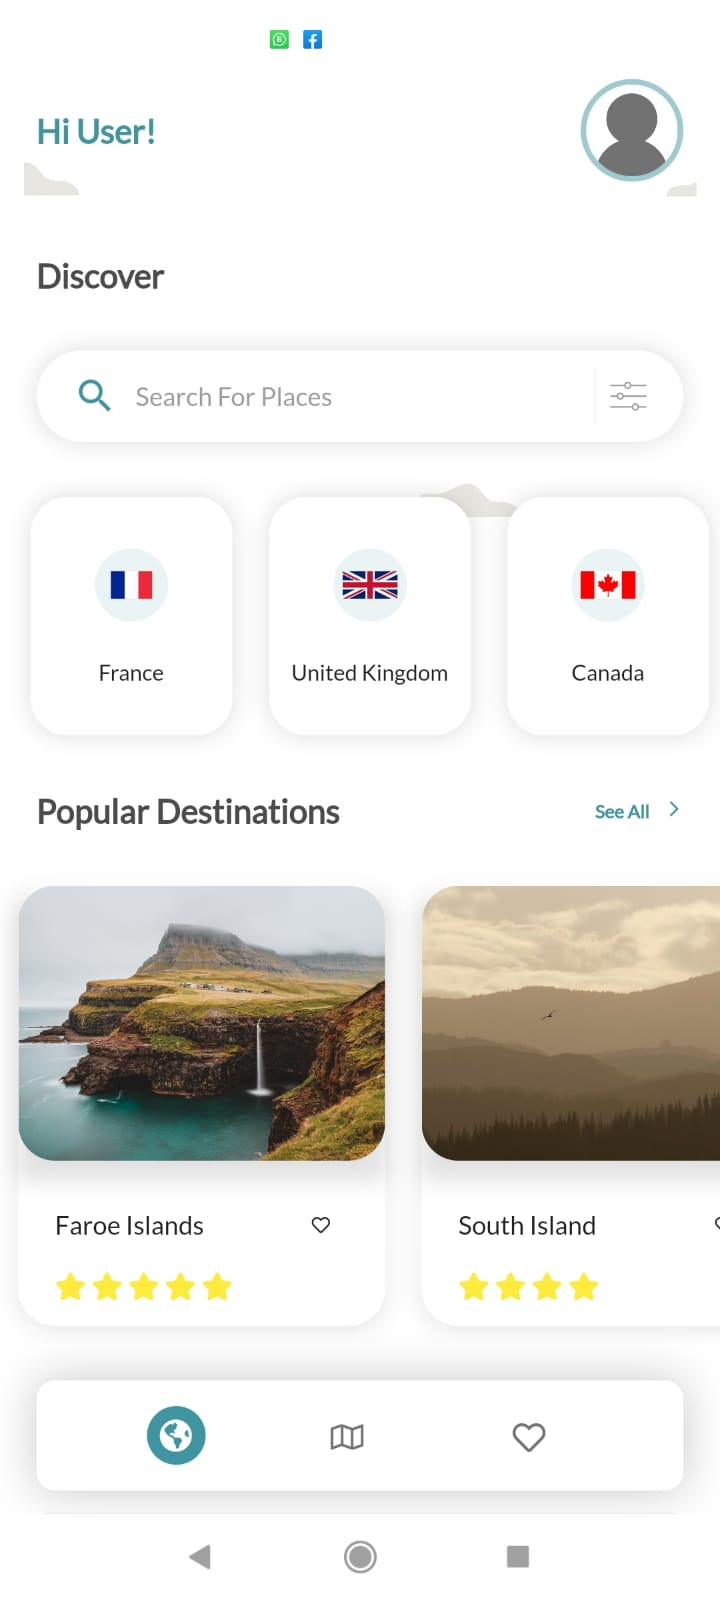 Hi User!
Discover
Search For Places
France
United Kingdom
Canada
Popular Destinations
See All
Faroe Islands
South Island